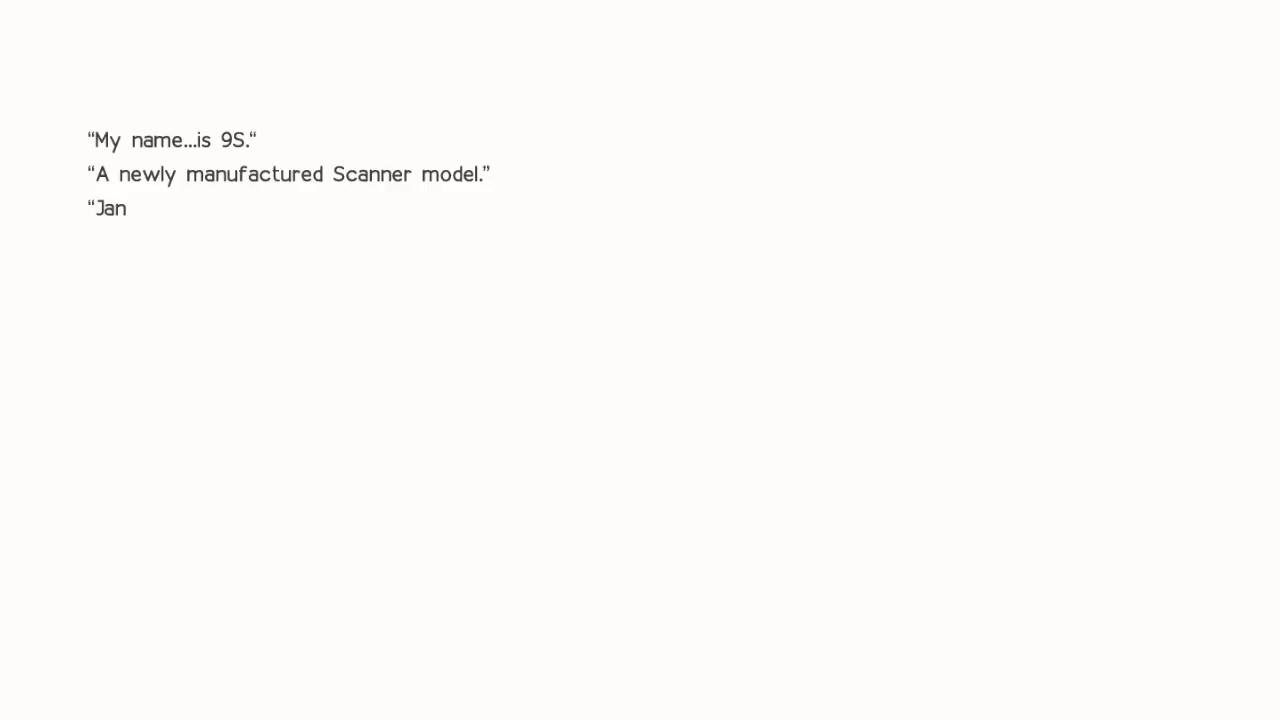 “My name...is 9S.“
“A newly manufactured Scanner model.”
“Jan